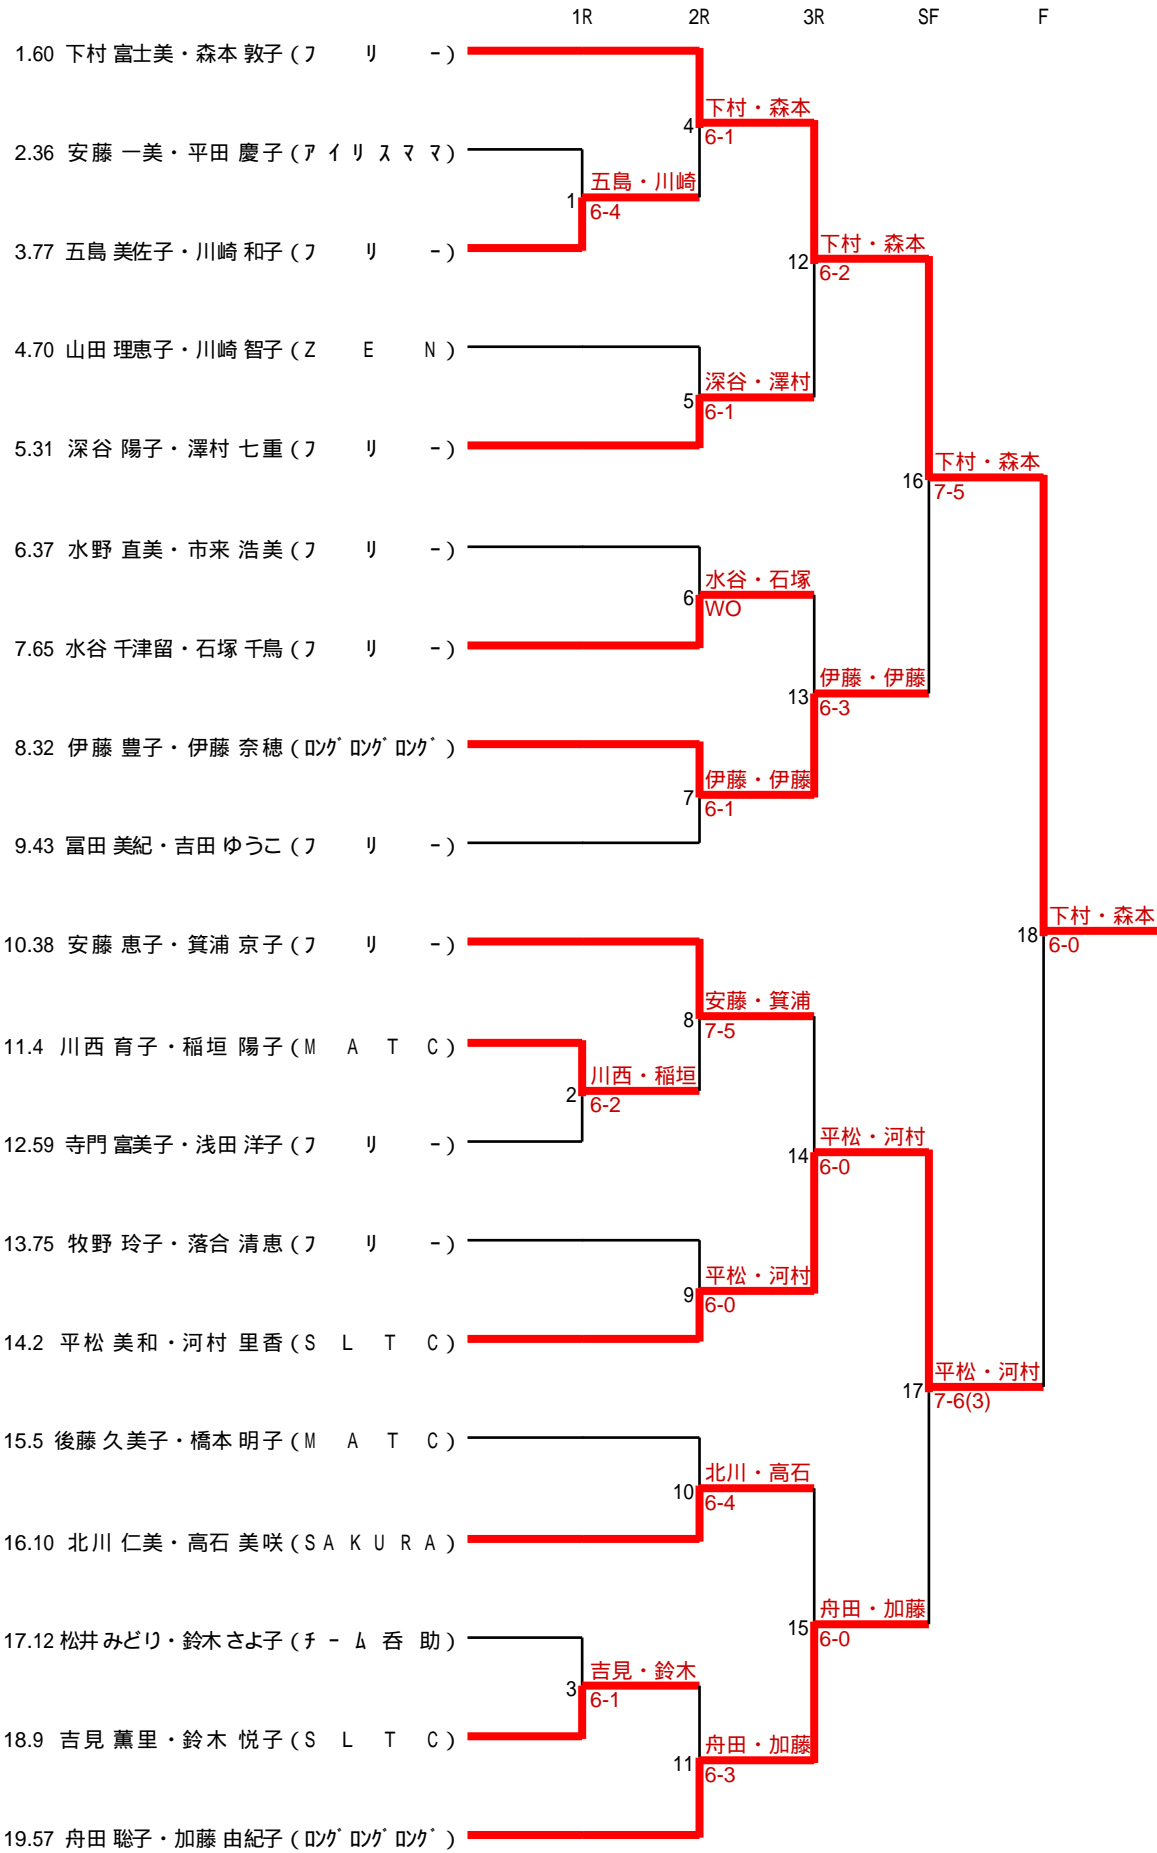 1R 2R 3R SF F
1.60 下村 富士美・森本 敦子 (フ リ -)
下村・森本
4 6-1
2.36 安藤 一美・平田 慶子 (アイリスママ)
五島・川崎
1 6-4
3.77 五島 美佐子・川崎 和子 (フ リ -)
下村・森本
12 6-2
4.70 山田 理恵子・川崎 智子 (Z E N)
深谷・澤村
5 6-1
5.31 深谷 陽子・澤村 七重 (フ リ -)
下村・森本
16 7-5
6.37 水野 直美・市来 浩美 (フ リ -)
水谷・石塚
6 WO
7.65 水谷 千津留・石塚 千鳥 (フ リ -)
伊藤・伊藤
13 6-3
8.32 伊藤 豊子・伊藤 奈穂 (ロングロングロング)
伊藤・伊藤
7 6-1
9.43 冨田 美紀・吉田 ゆうこ (フ リ -)
下村・森本
18 6-0
10.38 安藤 恵子・箕浦 京子 (フ リ -)
安藤・箕浦
8 7-5
11.4 川西 育子・稲垣 陽子 (M A T C)
川西・稲垣
2 6-2
12.59 寺門 富美子・浅田 洋子 (フ リ -)
平松・河村
14 6-0
13.75 牧野 玲子・落合 清恵 (フ リ -)
平松・河村
9 6-0
14.2 平松 美和・河村 里香 (S L T C)
平松・河村
17 7-6(3)
15.5 後藤 久美子・橋本 明子 (M A T C)
北川・高石
10 6-4
16.10 北川 仁美・高石 美咲 (S A K U R A)
舟田・加藤
15 6-0
17.12 松井 みどり・鈴木 さよ子 (チ - ム 呑 助)
吉見・鈴木
3 6-1
18.9 吉見 薫里・鈴木 悦子 (S L T C)
舟田・加藤
11 6-3
19.57 舟田 聡子・加藤 由紀子 (ロングロングロング)